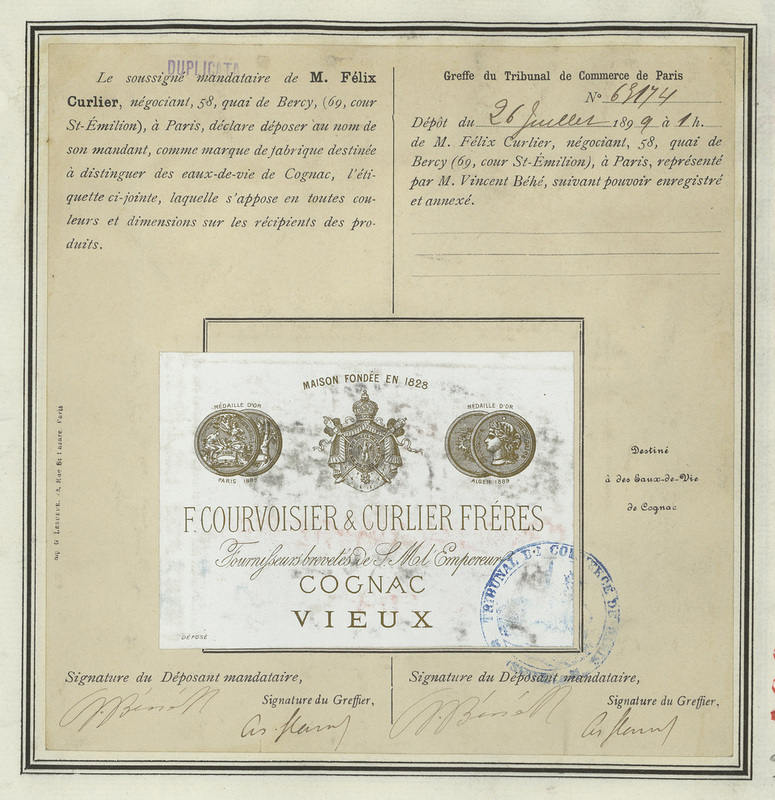 DUPLICATA
Le soussigné mandataire de M. Félix
Curlier, négociant, 58, quai de Bercy, (69, cour
St-Émilion), à Paris, déclare déposer au nom de
son mandant, comme marque de fabrique destinée
à distinguer des eaux-de-vie de Cognac, l'éti-
quette ci-jointe, laquelle s'appose en toutes cou-
leurs et dimensions sur les récipients des pro-
duits.
Greffe du Tribunal de Commerce de Paris
No 63174
Dépôt du 26 Juillet 1899 à 1 h.
de M. Félix Curlier, négociant, 58, quai de
Bercy (69, cour St-Émilion), à Paris, représenté
par M. Vincent Béhé, suivant pouvoir enregistré
et annexé.
MAISON FONDÉE EN 1828
MÉDAILLE D'OR
PARIS 1889
MÉDAILLE D'OR
ALGER 1889
F. COURVOISIER & CURLIER FRÉRES
Fournisseurs brevetés de S. M. l'Empereur
COGNAC
VIEUX
DÉPOSÉ
Destiné
à des Eaux-de-Vie
de Cognac
TRIBUNAL DE COMMERCE DE
Signature du Déposant mandataire,
Signature du Greffier,
Signature du Déposant mandataire,
Signature du Greffier,